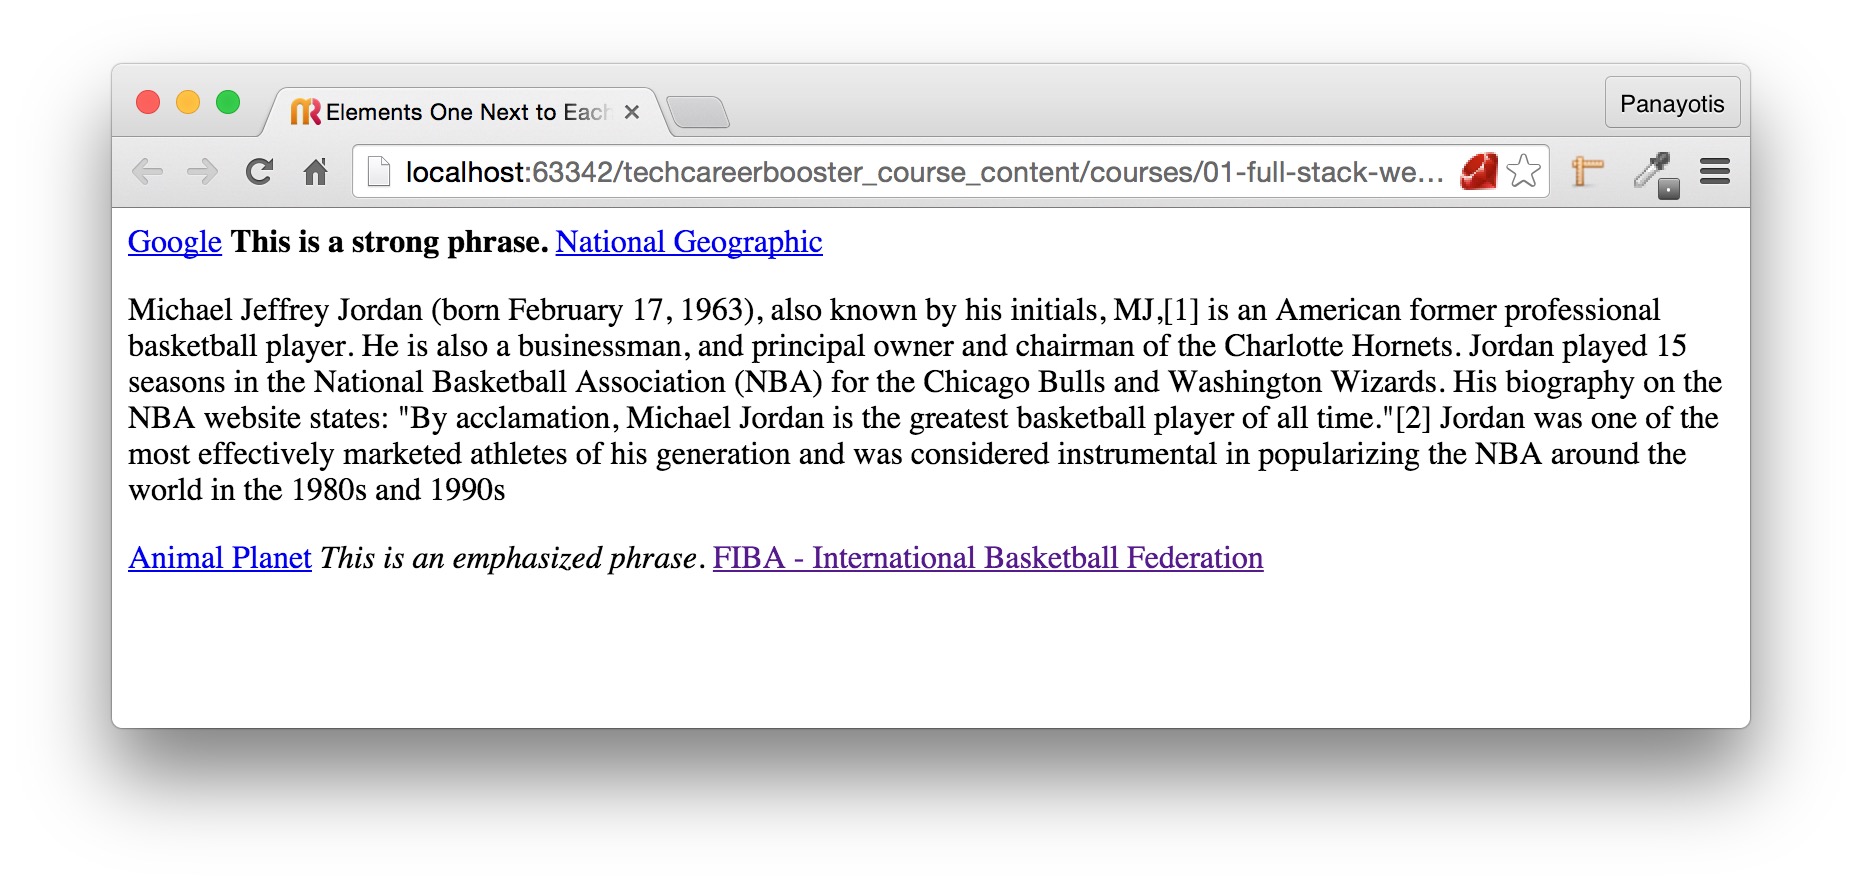 Elements One Next to Each
Panayotis
localhost:63342/techcareerbooster_course_content/courses/01-full-stack-we...
Google This is a strong phrase. National Geographic
Michael Jeffrey Jordan (born February 17, 1963), also known by his initials, MJ,[1] is an American former professional
basketball player. He is also a businessman, and principal owner and chairman of the Charlotte Hornets. Jordan played 15
seasons in the National Basketball Association (NBA) for the Chicago Bulls and Washington Wizards. His biography on the
NBA website states: "By acclamation, Michael Jordan is the greatest basketball player of all time."[2] Jordan was one of the
most effectively marketed athletes of his generation and was considered instrumental in popularizing the NBA around the
world in the 1980s and 1990s
Animal Planet This is an emphasized phrase. FIBA - International Basketball Federation